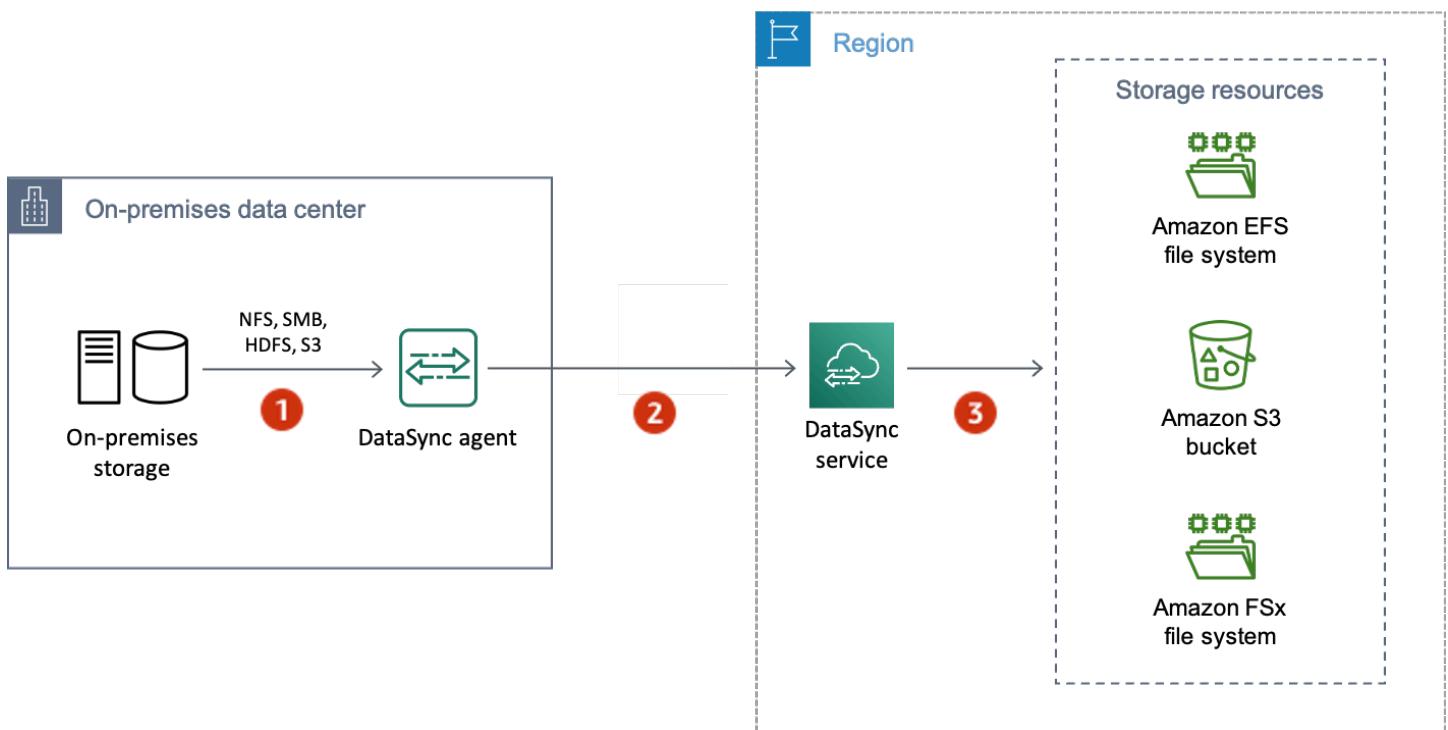 Region
Storage resources
Amazon EFS
file system
On-premises data center
NFS, SMB,
HDFS, S3
1
On-premises
storage
DataSync agent
2
DataSync
service
3
Amazon S3
bucket
Amazon FSx
file system